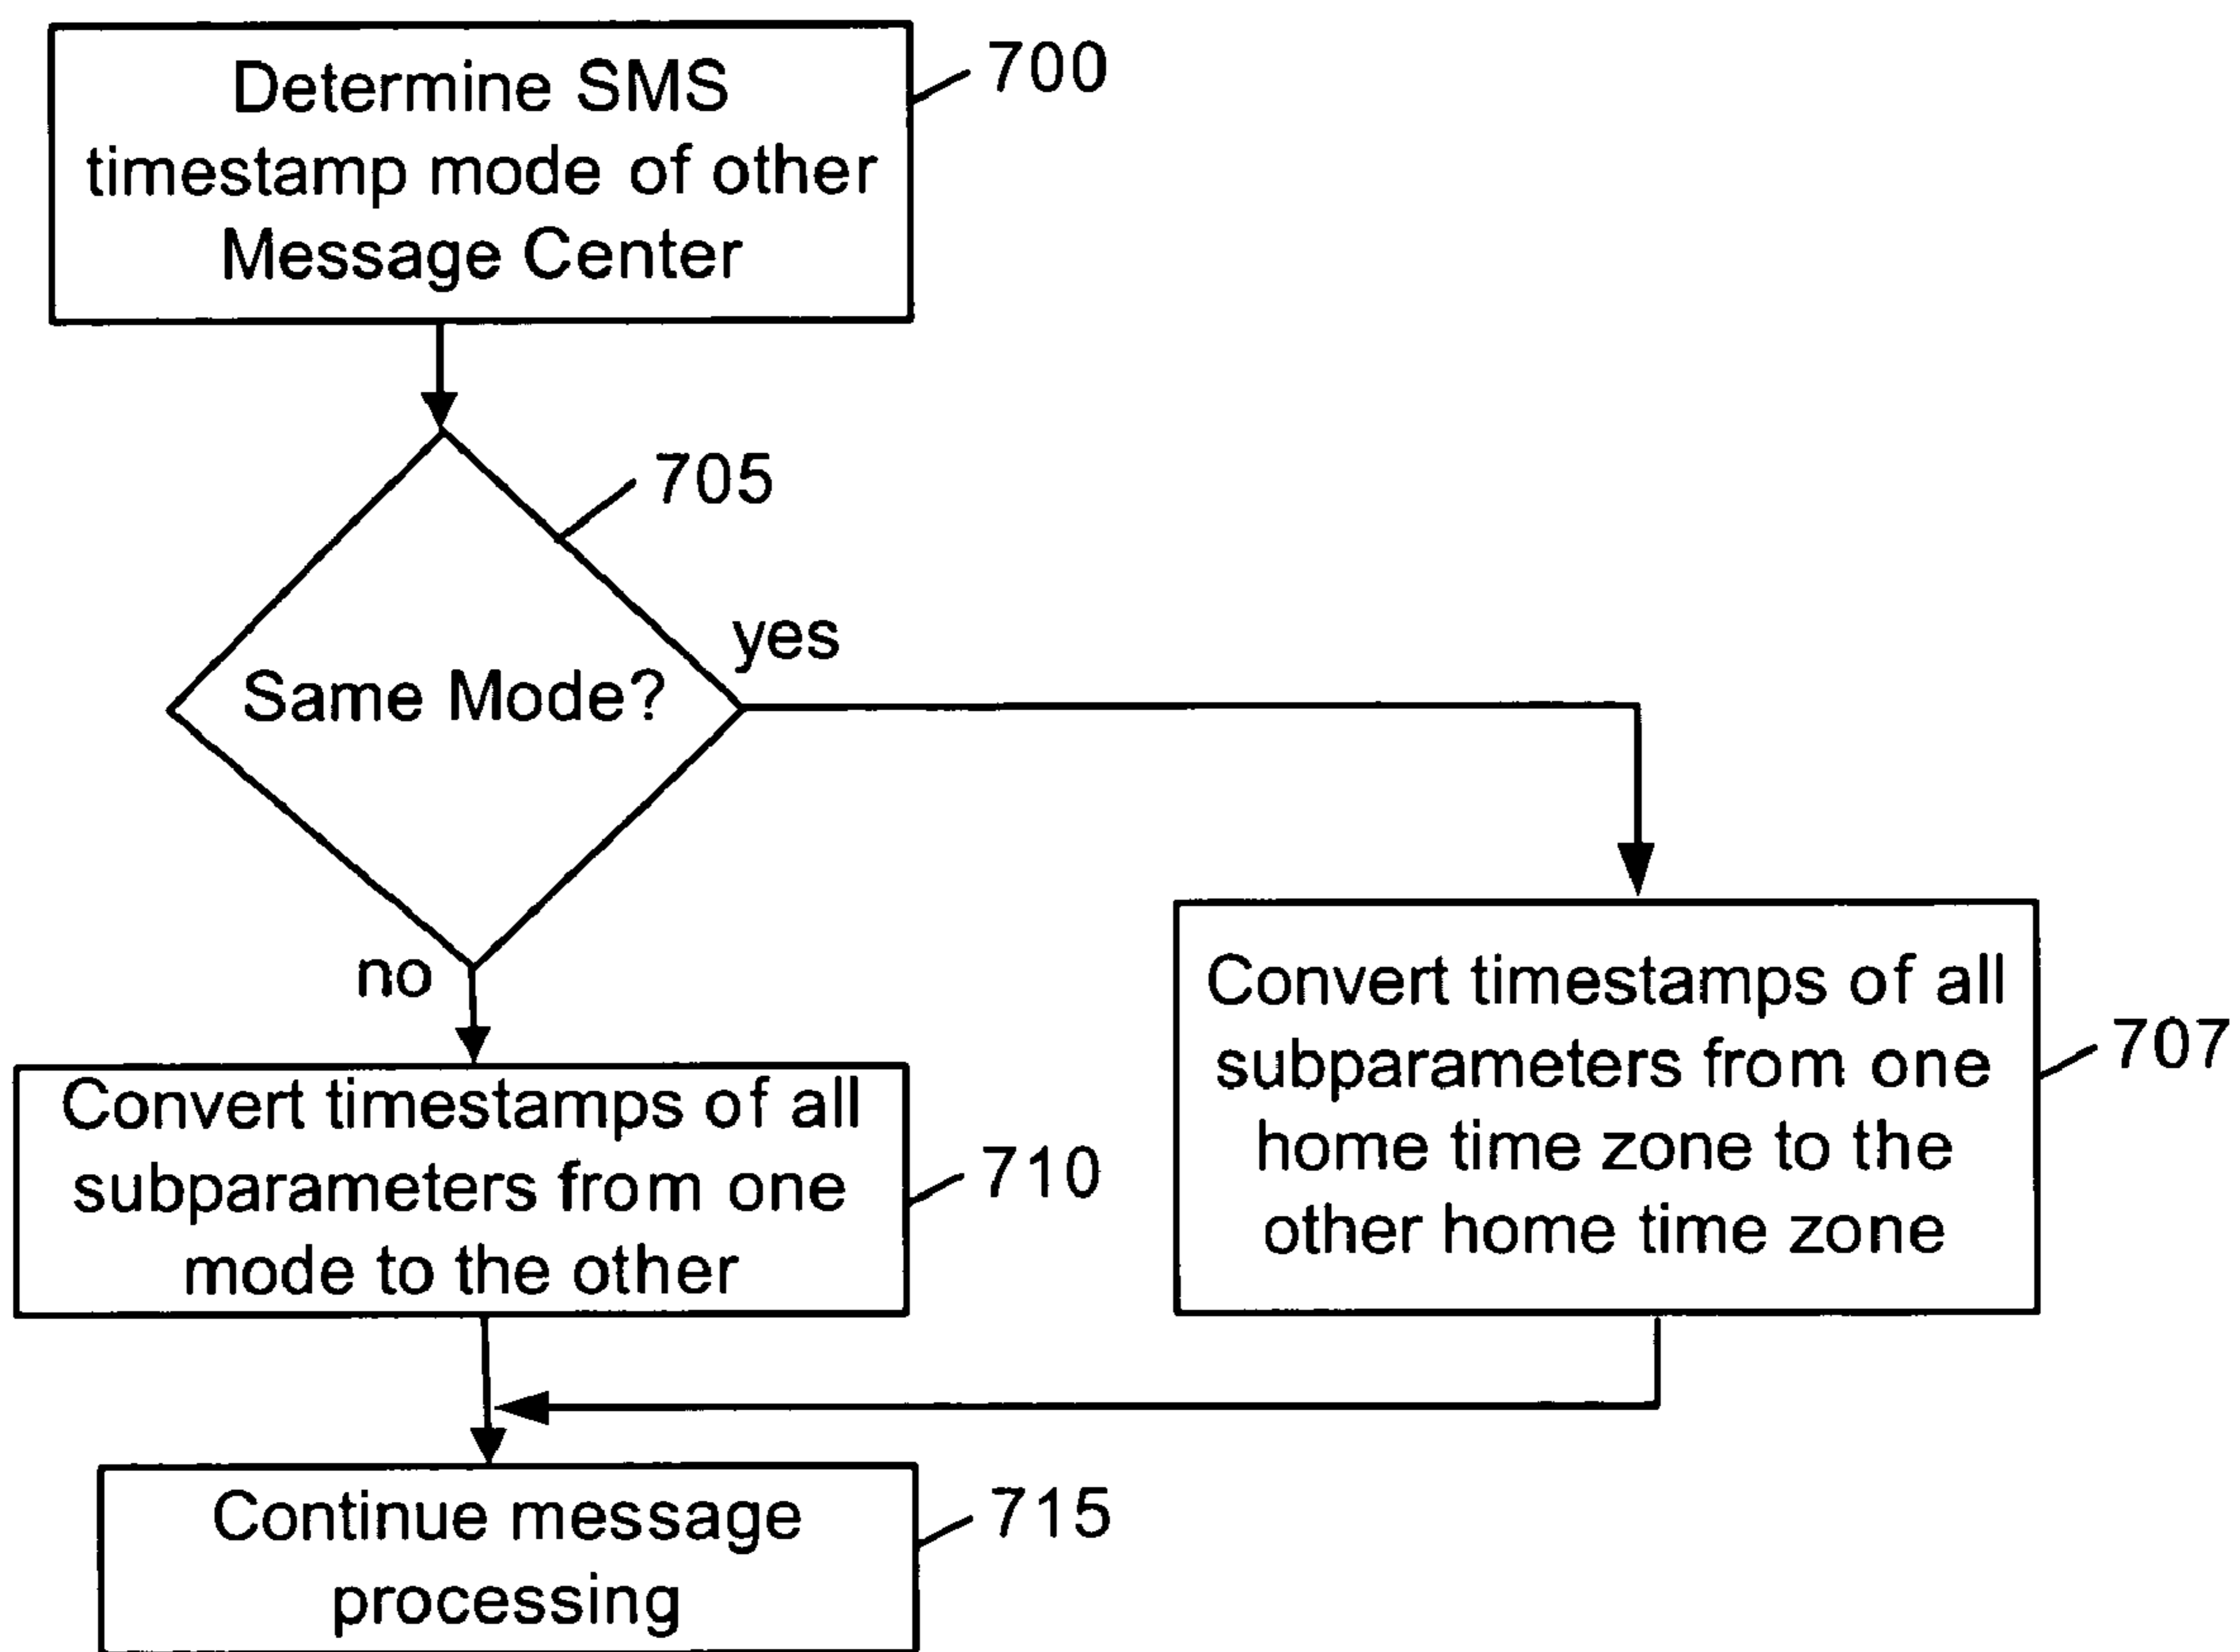 Determine SMS
timestamp mode of other
Message Center
700
705
yes
Same Mode?
no
Convert timestamps of all
subparameters from one
home time zone to the
other home time zone
707
Convert timestamps of all
subparameters from one
mode to the other
710
Continue message
processing
715